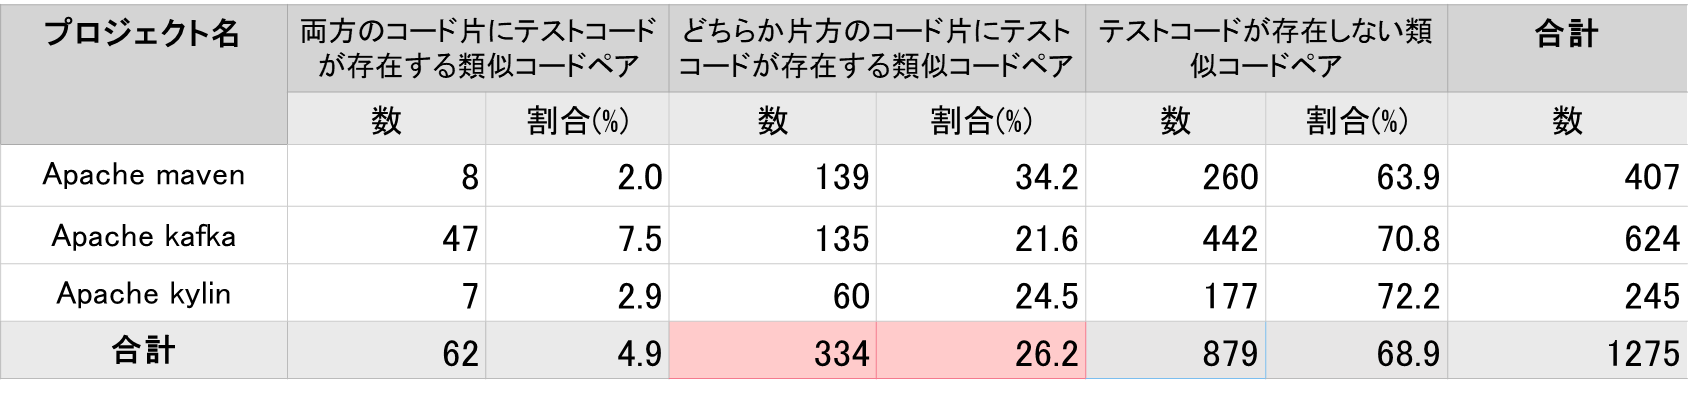 プロジェクト名 両方のコード片にテストコード どちらか片方のコード片にテスト テストコードが存在しない類 合計
が存在する類似コードペア コードが存在する類似コードペア 似コードペア
数 割合(%) 数 割合(%) 数 割合(%) 数
Apache maven 8 2.0 139 34.2 260 63.9 407
Apache kafka 47 7.5 135 21.6 442 70.8 624
Apache kylin 7 2.9 60 24.5 177 72.2 245
合計 62 4.9 334 26.2 879 68.9 1275